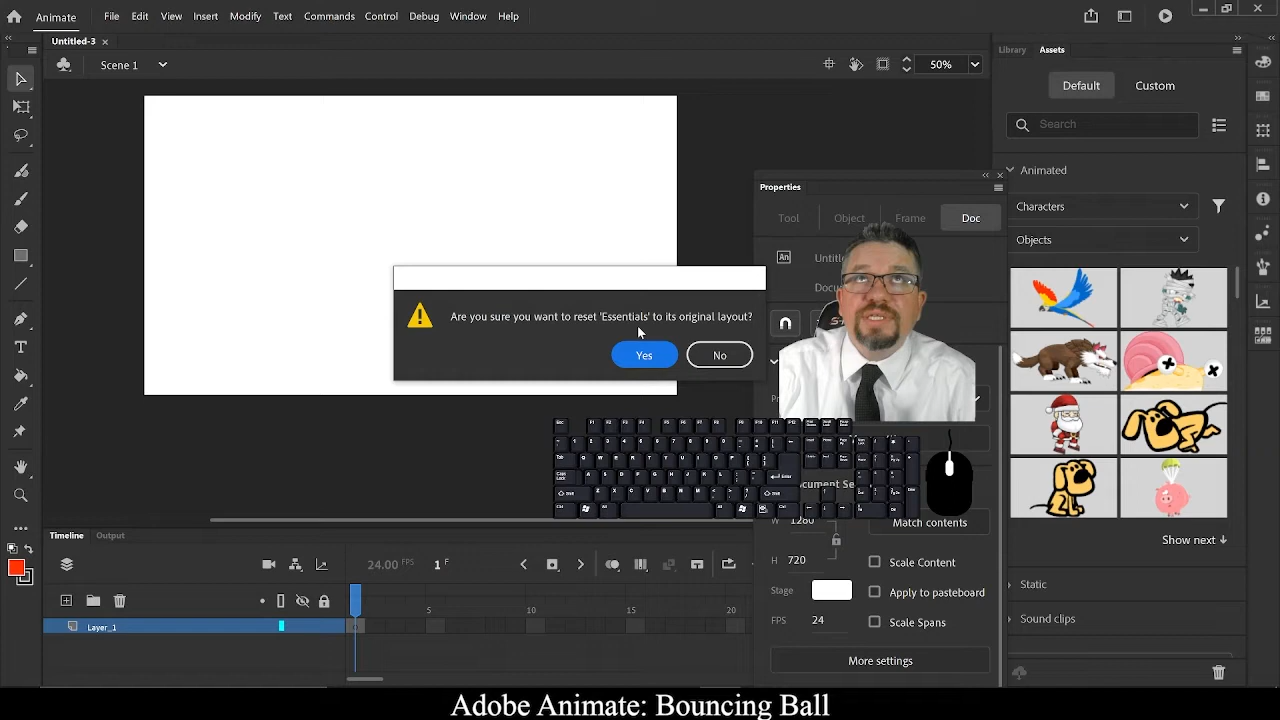 Animate File Edit View Insert Modify Text Commands Control Debug Window Help
Untitled-3
Scene 1
50%
Library Assets
Default Custom
Search
Animated
Characters
Objects
Properties
Tool Object Frame Doc
An
Are you sure you want to reset 'Essentials' to its original layout?
Yes No
Match contents
W 1280
H 720
Scale Content
Stage
Apply to pasteboard
FPS 24
Scale Spans
More settings
Show next
Static
Sound clips
Timeline Output
24.00 FPS 1 F
5 10 15 20
Layer_1
Adobe Animate: Bouncing Ball